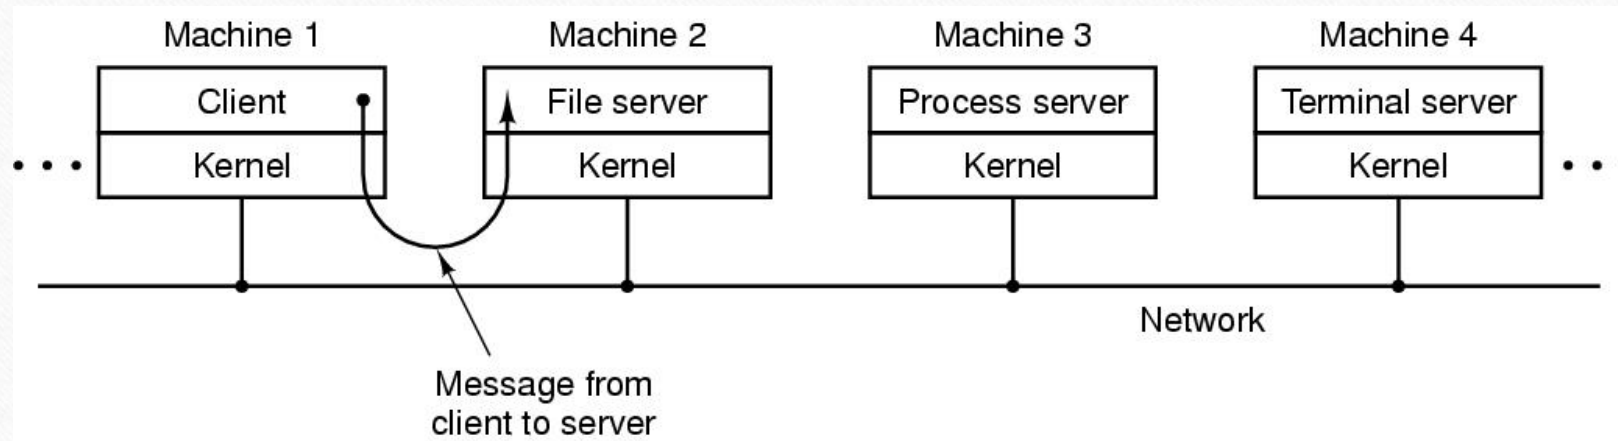 Machine 1
Machine 2
Machine 3
Machine 4
Client
File server
Process server
Terminal server
Kernel
Kernel
Kernel
Kernel
Network
Message from
client to server